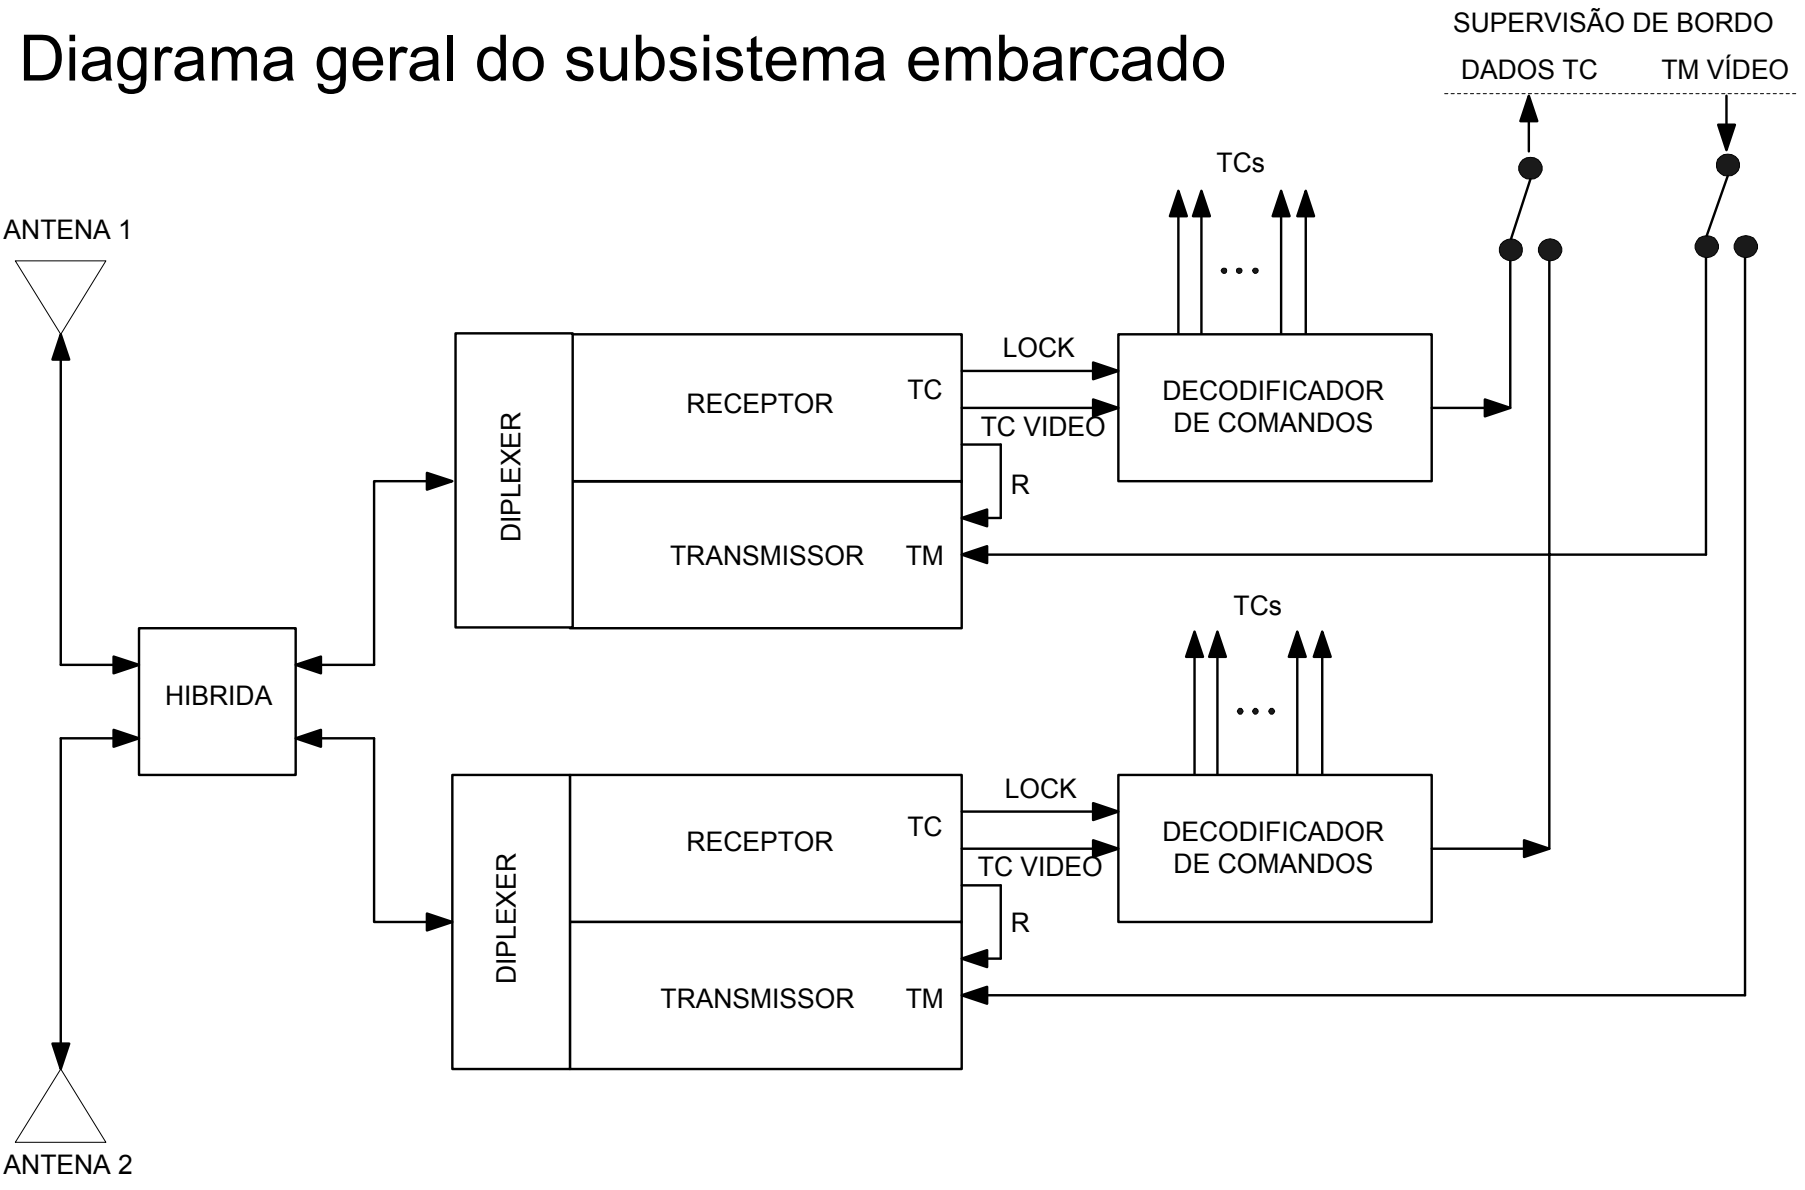 Diagrama geral do subsistema embarcado
SUPERVISÃO DE BORDO
DADOS TC
TM VÍDEO
TCs
ANTENA 1
DIPLEXER
RECEPTOR
TC
LOCK
TC VIDEO
R
DECODIFICADOR
DE COMANDOS
TRANSMISSOR
TM
HIBRIDA
TCs
DIPLEXER
RECEPTOR
TC
LOCK
TC VIDEO
R
DECODIFICADOR
DE COMANDOS
TRANSMISSOR
TM
ANTENA 2